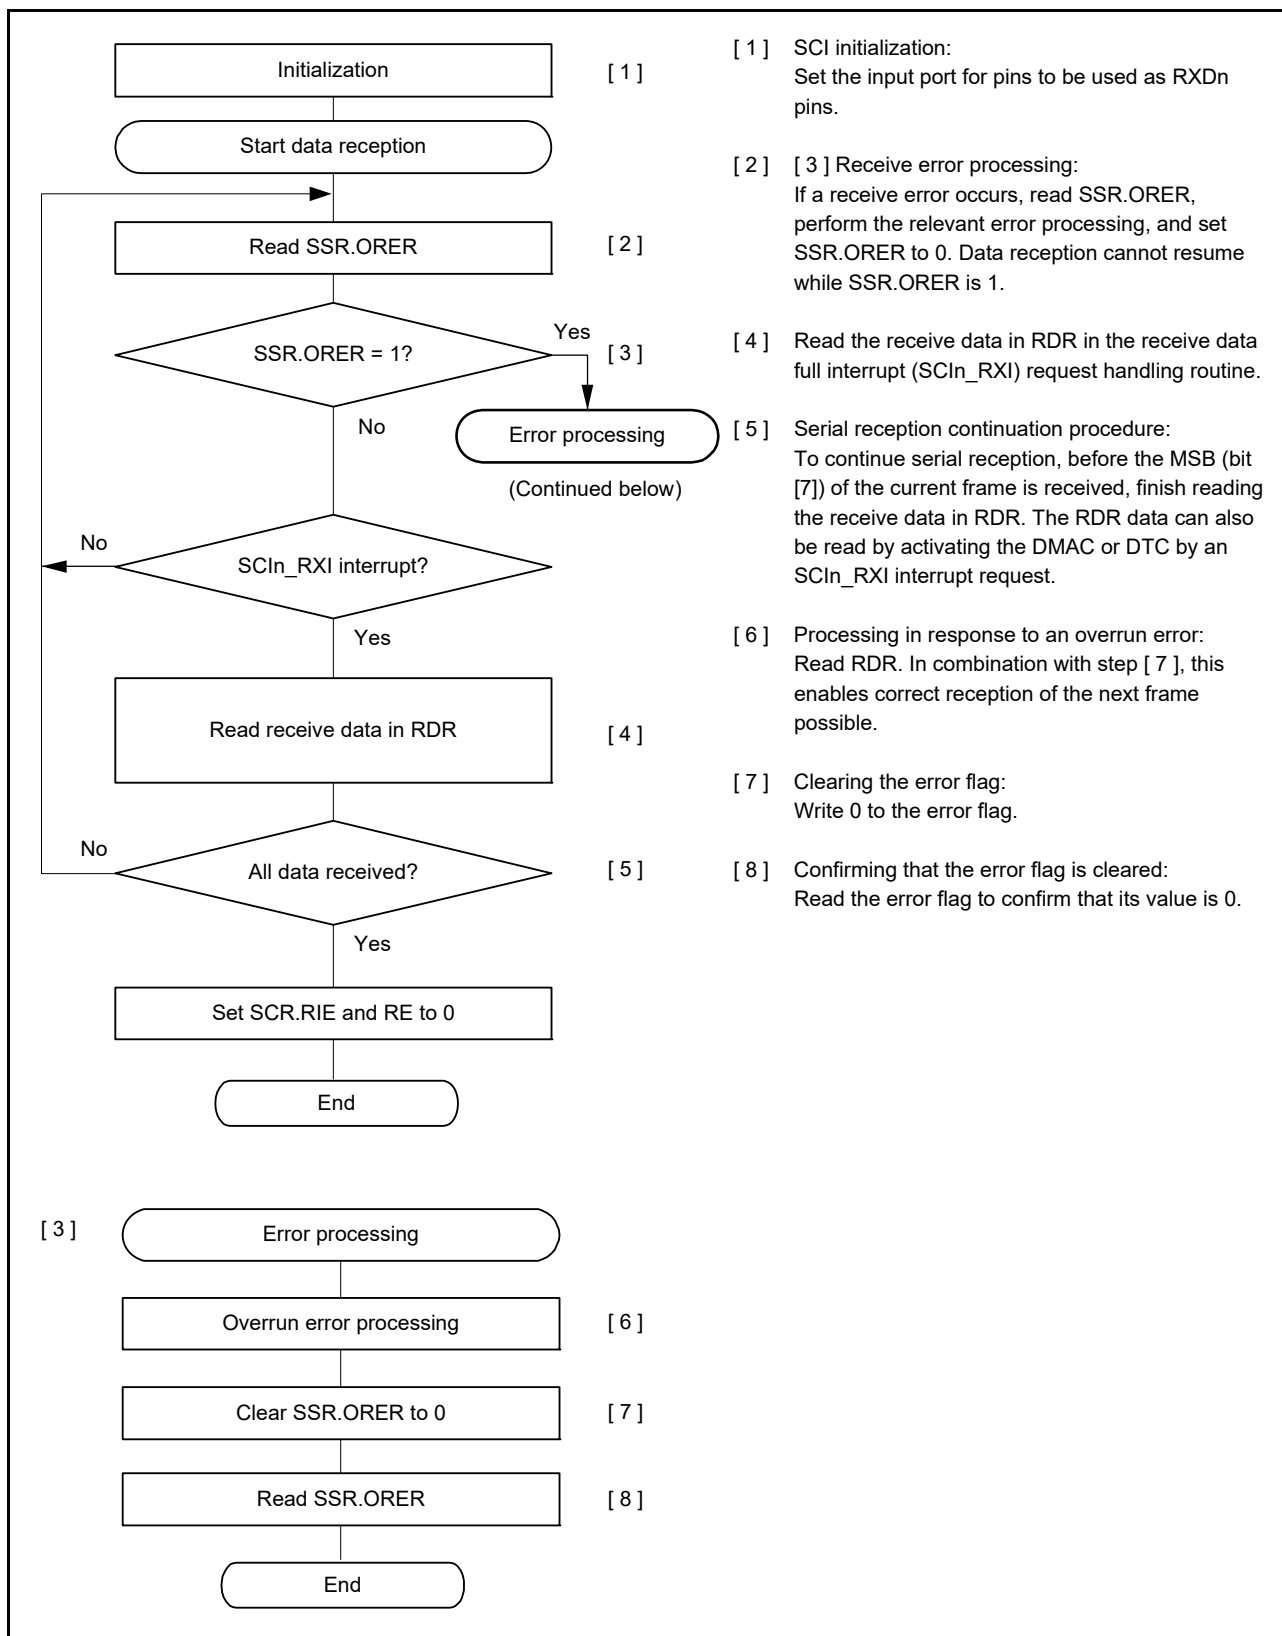 Initialization
[ 1 ]
Start data reception
Read SSR.ORER
[ 2 ]
SSR.ORER = 1?
Yes
[ 3 ]
No
Error processing
(Continued below)
No
SCIn_RXI interrupt?
Yes
Read receive data in RDR
[ 4 ]
No
All data received?
[ 5 ]
Yes
Set SCR.RIE and RE to 0
End
[ 1 ] SCI initialization:
Set the input port for pins to be used as RXDn
pins.
[ 2 ] [ 3 ] Receive error processing:
If a receive error occurs, read SSR.ORER,
perform the relevant error processing, and set
SSR.ORER to 0. Data reception cannot resume
while SSR.ORER is 1.
[ 4 ] Read the receive data in RDR in the receive data
full interrupt (SCIn_RXI) request handling routine.
[ 5 ] Serial reception continuation procedure:
To continue serial reception, before the MSB (bit
[7]) of the current frame is received, finish reading
the receive data in RDR. The RDR data can also
be read by activating the DMAC or DTC by an
SCIn_RXI interrupt request.
[ 6 ] Processing in response to an overrun error:
Read RDR. In combination with step [ 7 ], this
enables correct reception of the next frame
possible.
[ 7 ] Clearing the error flag:
Write 0 to the error flag.
[ 8 ] Confirming that the error flag is cleared:
Read the error flag to confirm that its value is 0.
[ 3 ]
Error processing
Overrun error processing
[ 6 ]
Clear SSR.ORER to 0
[ 7 ]
Read SSR.ORER
[ 8 ]
End